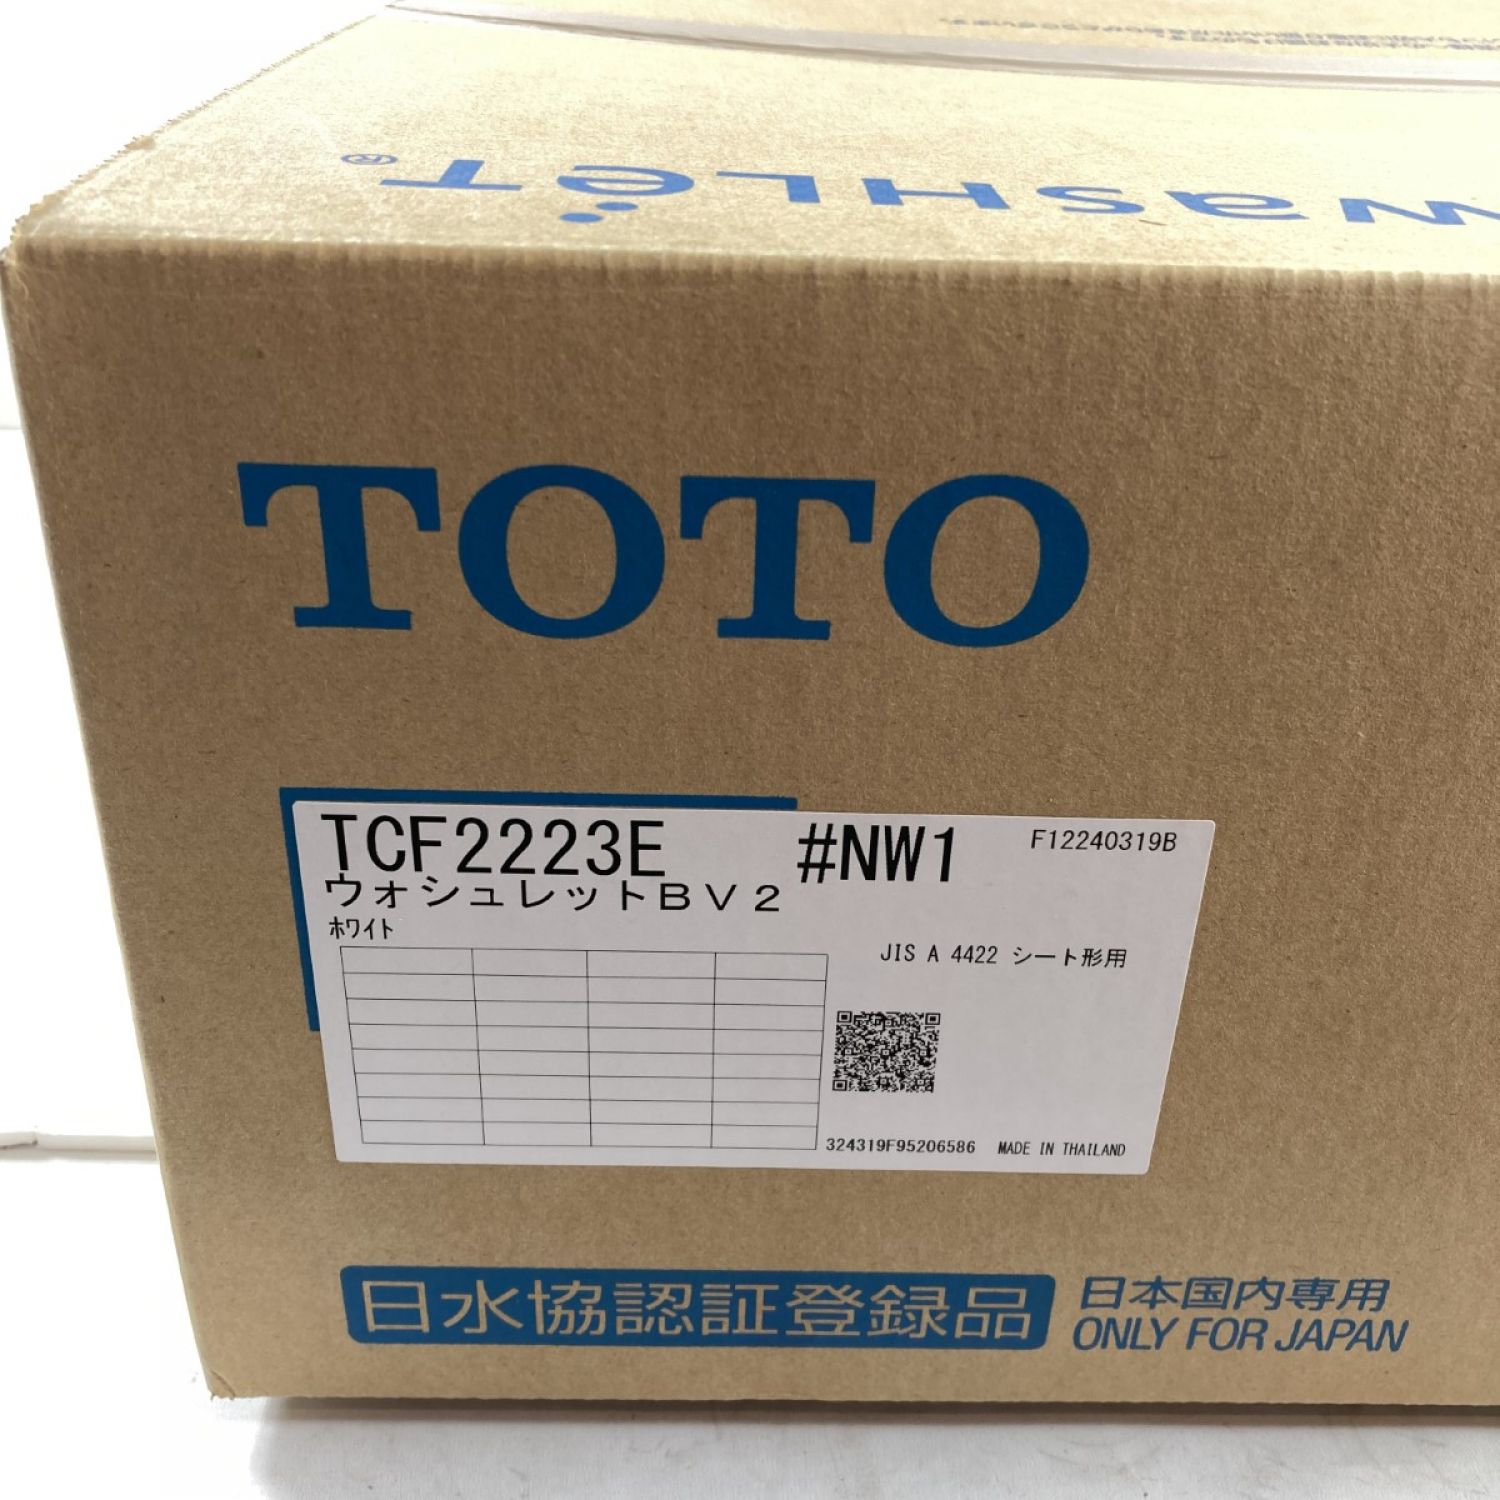 WASHLET®
TOTO
TCF2223E #NW1 F12240319B
ウォシュレットBV2
ホワイト
JIS A 4422 シート形用
324319F95206586 MADE IN THAILAND
日水協認証登録品
日本国内専用
ONLY FOR JAPAN